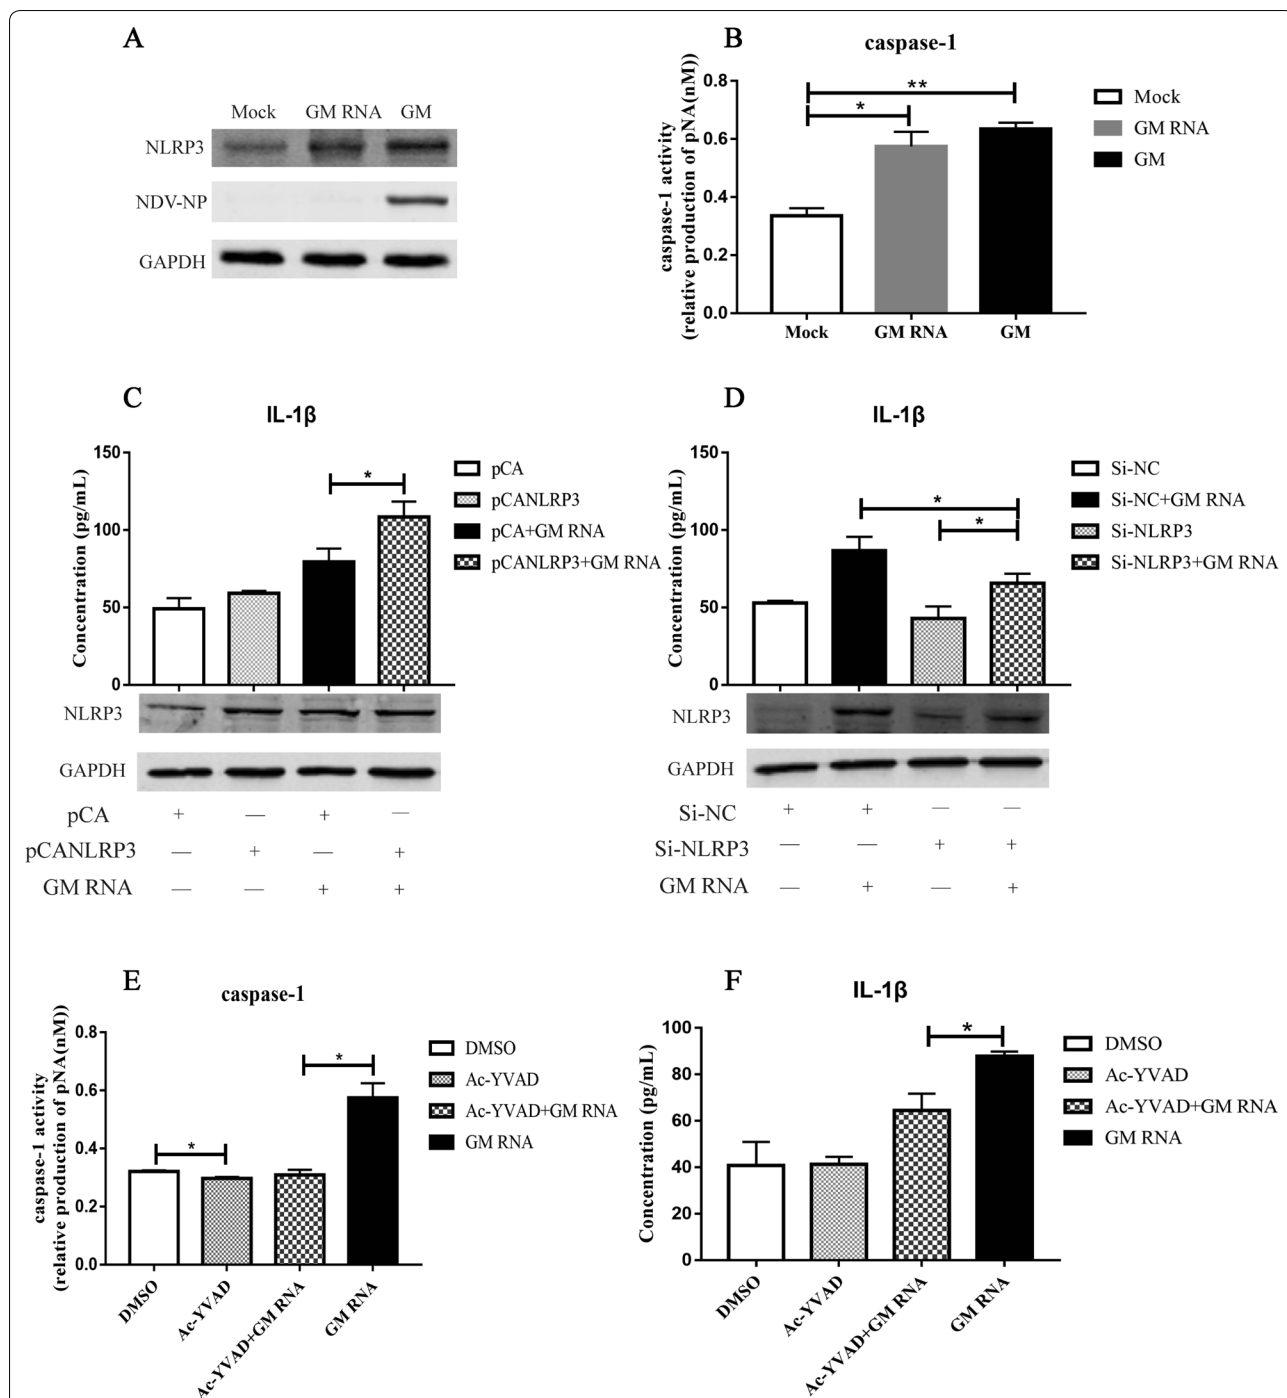 A
Mock GM RNA GM
NLRP3
NDV-NP
GAPDH
B
caspase-1
caspase-1 activity
(relative production of pNA(nM))
0.8
0.6
0.4
0.2
0.0
*
**
Mock GM RNA GM
Mock
GM RNA
GM
C
IL-1β
Concentration (pg/mL)
150
100
50
0
*
pCA
pCANLRP3
pCA+GM RNA
pCANLRP3+GM RNA
NLRP3
GAPDH
pCA + — + —
pCANLRP3 — + — +
GM RNA — — + +
D
IL-1β
Concentration (pg/mL)
150
100
50
0
*
*
Si-NC
Si-NC+GM RNA
Si-NLRP3
Si-NLRP3+GM RNA
NLRP3
GAPDH
Si-NC + + — —
Si-NLRP3 — — + +
GM RNA — + — +
E
caspase-1
caspase-1 activity
(relative production of pNA(nM))
0.8
0.6
0.4
0.2
0.0
*
*
DMSO
Ac-YVAD
Ac-YVAD+GM RNA
GM RNA
DMSO
Ac-YVAD
Ac-YVAD+GM RNA
GM RNA
F
IL-1β
Concentration (pg/mL)
100
80
60
40
20
0
*
DMSO
Ac-YVAD
Ac-YVAD+GM RNA
GM RNA
DMSO
Ac-YVAD
Ac-YVAD+GM RNA
GM RNA